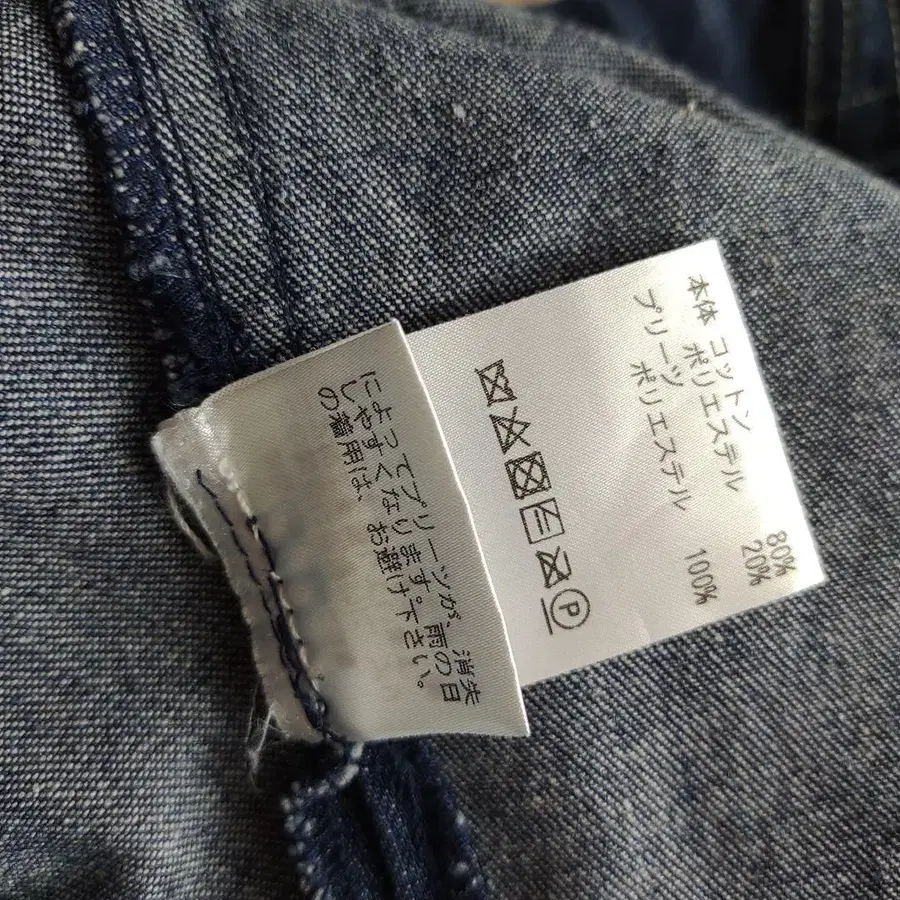 本体 コットン 80%
ポリエステル 20%
プリーツ
ポリエステル 100%
P
によってプリーツが、消失
しやすくなります。雨の日
の着用は、お避け下さい。